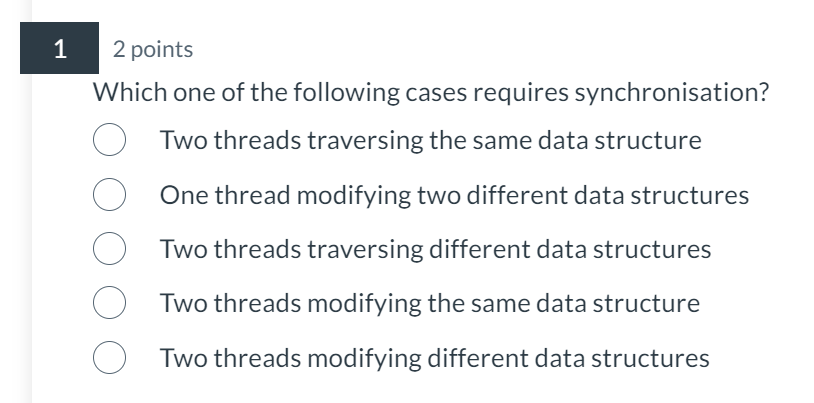 1 2 points
Which one of the following cases requires synchronisation?
Two threads traversing the same data structure
One thread modifying two different data structures
Two threads traversing different data structures
Two threads modifying the same data structure
Two threads modifying different data structures